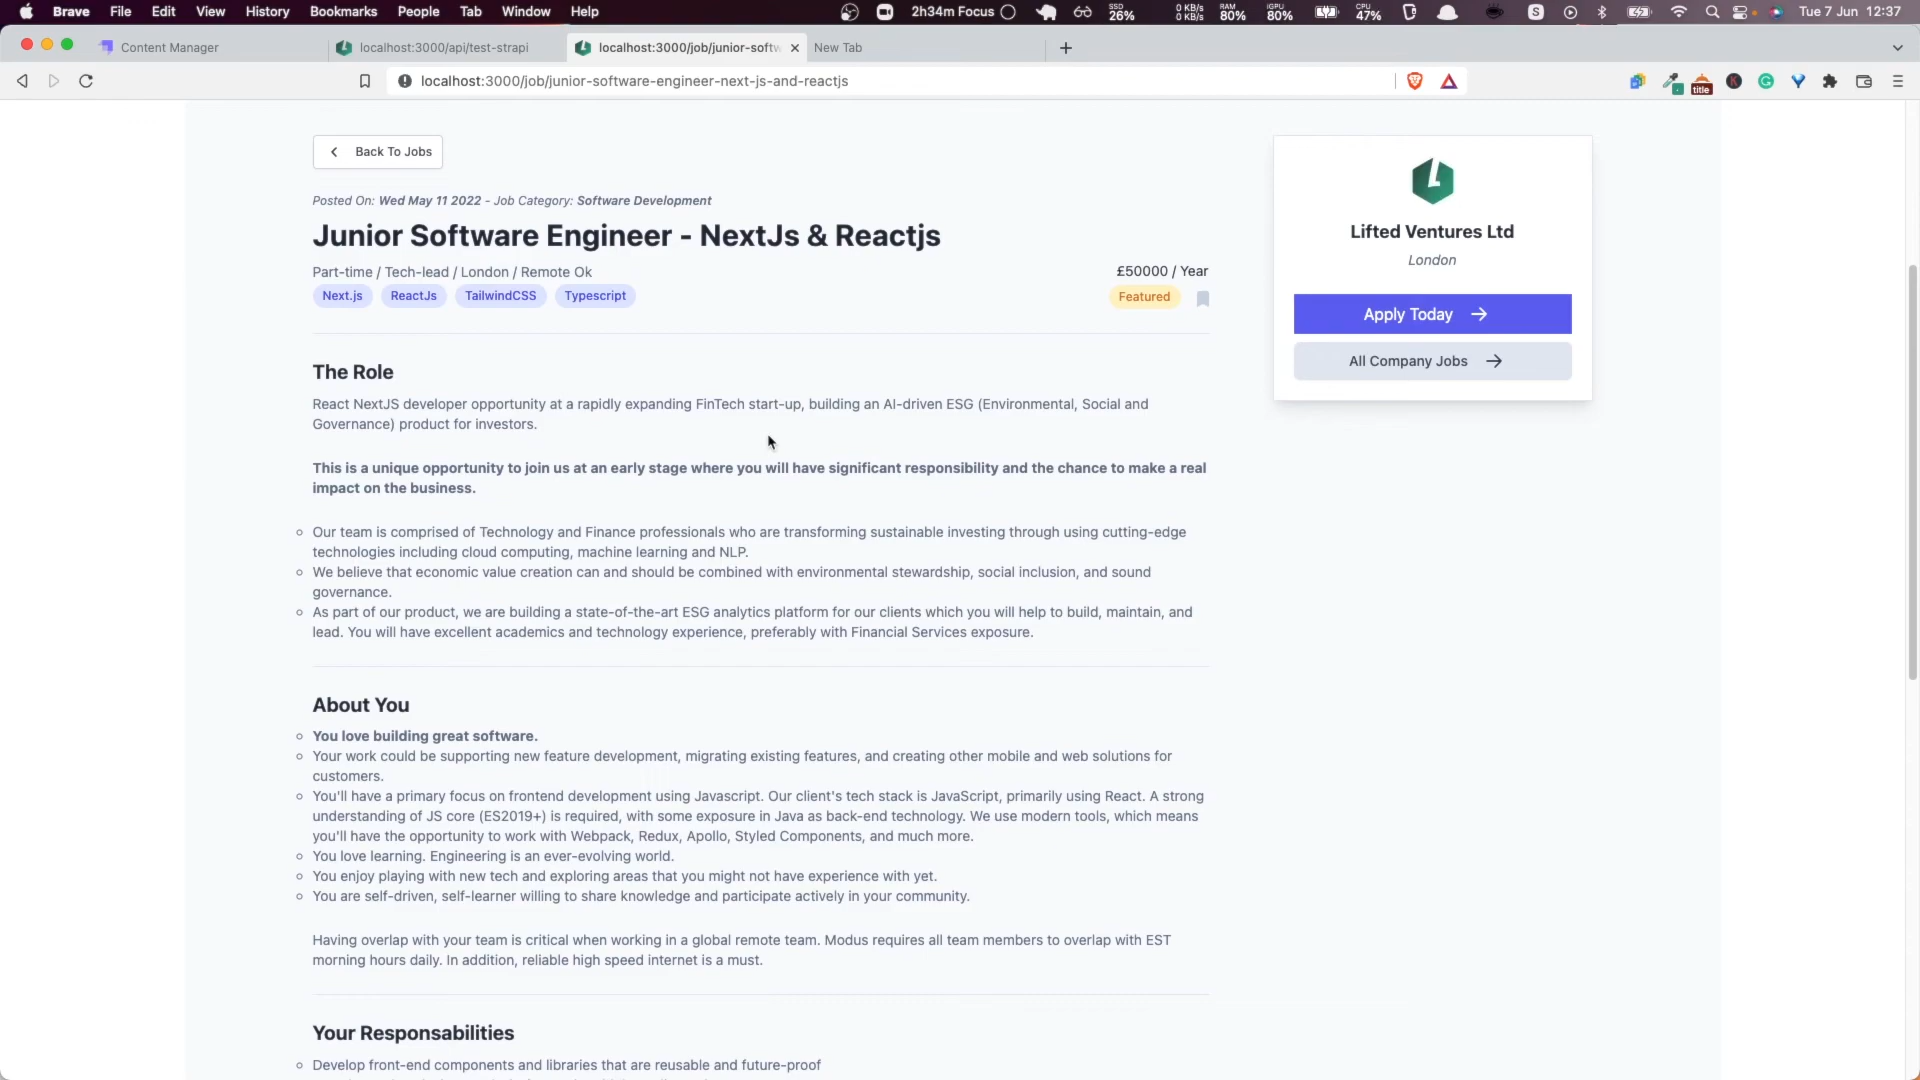 Brave File Edit View History Bookmarks People Tab Window Help 2h34m Focus SSD 26% 0 KB/s 0 KB/s RAM 80% iGPU 80% CPU 47% S Tue 7 Jun 12:37
Content Manager localhost:3000/api/test-strapi localhost:3000/job/junior-softw New Tab
localhost:3000/job/junior-software-engineer-next-js-and-reactjs title
Back To Jobs
Posted On: Wed May 11 2022 - Job Category: Software Development
Junior Software Engineer - NextJs & Reactjs
Part-time / Tech-lead / London / Remote Ok £50000 / Year
Next.js ReactJs TailwindCSS Typescript Featured
Lifted Ventures Ltd
London
Apply Today
All Company Jobs
The Role
React NextJS developer opportunity at a rapidly expanding FinTech start-up, building an AI-driven ESG (Environmental, Social and
Governance) product for investors.
This is a unique opportunity to join us at an early stage where you will have significant responsibility and the chance to make a real
impact on the business.
Our team is comprised of Technology and Finance professionals who are transforming sustainable investing through using cutting-edge
technologies including cloud computing, machine learning and NLP.
We believe that economic value creation can and should be combined with environmental stewardship, social inclusion, and sound
governance.
As part of our product, we are building a state-of-the-art ESG analytics platform for our clients which you will help to build, maintain, and
lead. You will have excellent academics and technology experience, preferably with Financial Services exposure.
About You
You love building great software.
Your work could be supporting new feature development, migrating existing features, and creating other mobile and web solutions for
customers.
You'll have a primary focus on frontend development using Javascript. Our client's tech stack is JavaScript, primarily using React. A strong
understanding of JS core (ES2019+) is required, with some exposure in Java as back-end technology. We use modern tools, which means
you'll have the opportunity to work with Webpack, Redux, Apollo, Styled Components, and much more.
You love learning. Engineering is an ever-evolving world.
You enjoy playing with new tech and exploring areas that you might not have experience with yet.
You are self-driven, self-learner willing to share knowledge and participate actively in your community.
Having overlap with your team is critical when working in a global remote team. Modus requires all team members to overlap with EST
morning hours daily. In addition, reliable high speed internet is a must.
Your Responsabilities
Develop front-end components and libraries that are reusable and future-proof